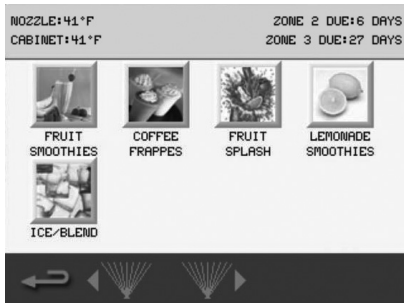 NOZZLE:41°F
ZONE 2 DUE:6 DAYS
CABINET:41°F
ZONE 3 DUE:27 DAYS
FRUIT
SMOOTHIES
COFFEE
FRAPPES
FRUIT
SPLASH
LEMONADE
SMOOTHIES
ICE/BLEND